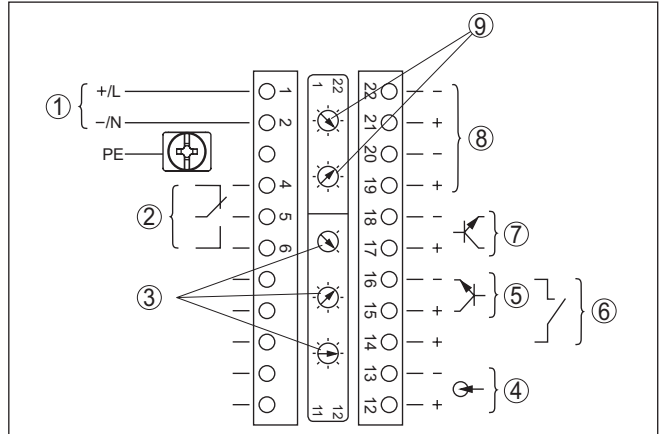 ⑨
① +/L 1 1 22 22 −
−/N 2 21 + ⑧
PE 20 −
4 19 +
② 5 18 − ⑦
6 17 +
③ 16 − ⑤ ⑥
15 +
14 +
13 − ④
11 12 12 +